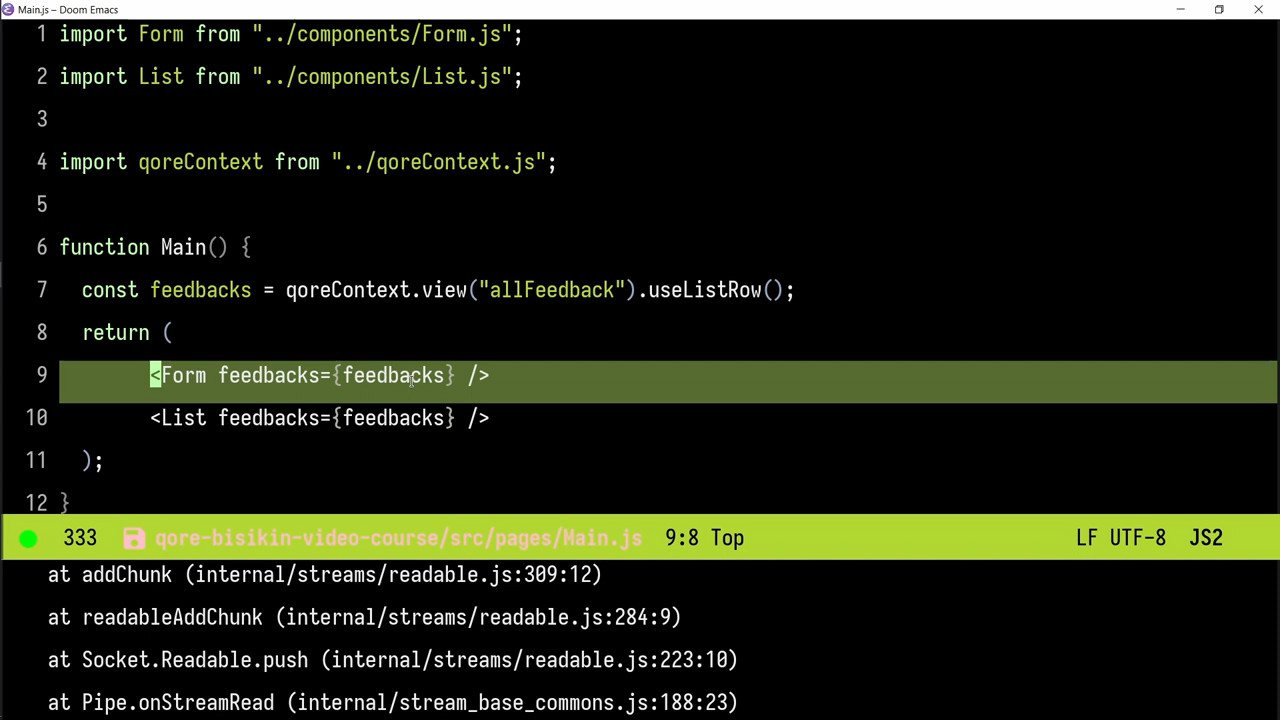 Main.js – Doom Emacs
1 import Form from "../components/Form.js";
2 import List from "../components/List.js";
3
4 import qoreContext from "../qoreContext.js";
5
6 function Main() {
7   const feedbacks = qoreContext.view("allFeedback").useListRow();
8   return (
9         <Form feedbacks={feedbacks} />
10         <List feedbacks={feedbacks} />
11   );
12 }
333 qore-bisikin-video-course/src/pages/Main.js 9:8 Top LF UTF-8 JS2
at addChunk (internal/streams/readable.js:309:12)
at readableAddChunk (internal/streams/readable.js:284:9)
at Socket.Readable.push (internal/streams/readable.js:223:10)
at Pipe.onStreamRead (internal/stream_base_commons.js:188:23)